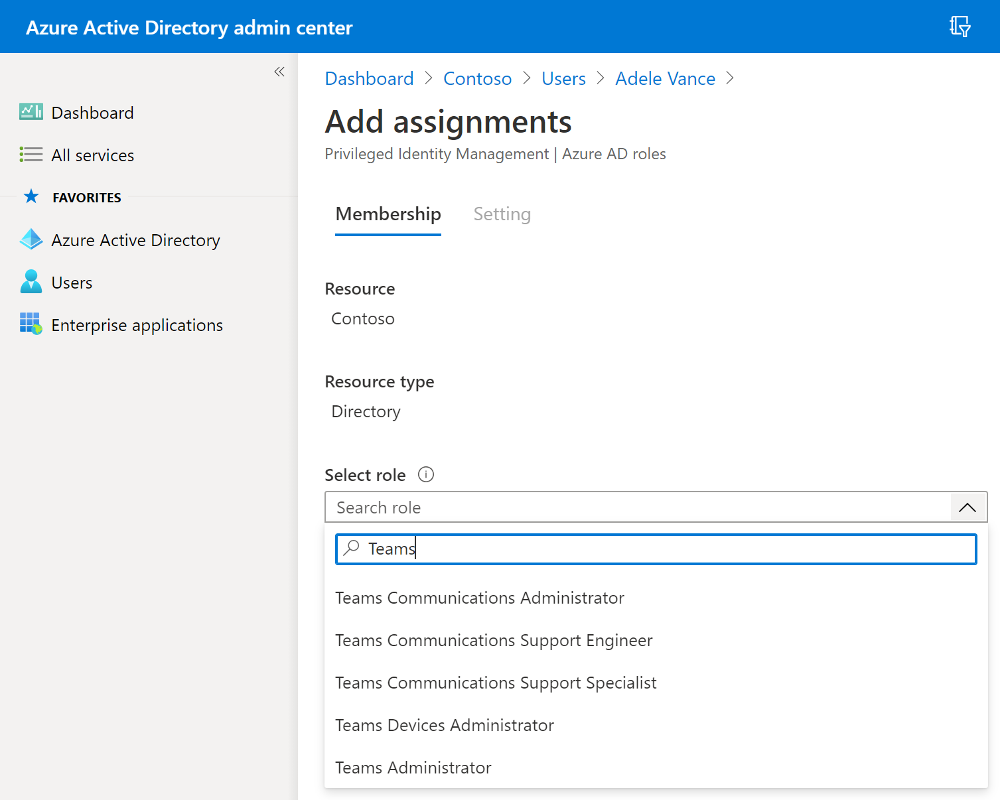 Azure Active Directory admin center
Dashboard
All services
FAVORITES
Azure Active Directory
Users
Enterprise applications
Dashboard > Contoso > Users > Adele Vance >
Add assignments
Privileged Identity Management | Azure AD roles
Membership Setting
Resource
Contoso
Resource type
Directory
Select role
Search role
Teams
Teams Communications Administrator
Teams Communications Support Engineer
Teams Communications Support Specialist
Teams Devices Administrator
Teams Administrator